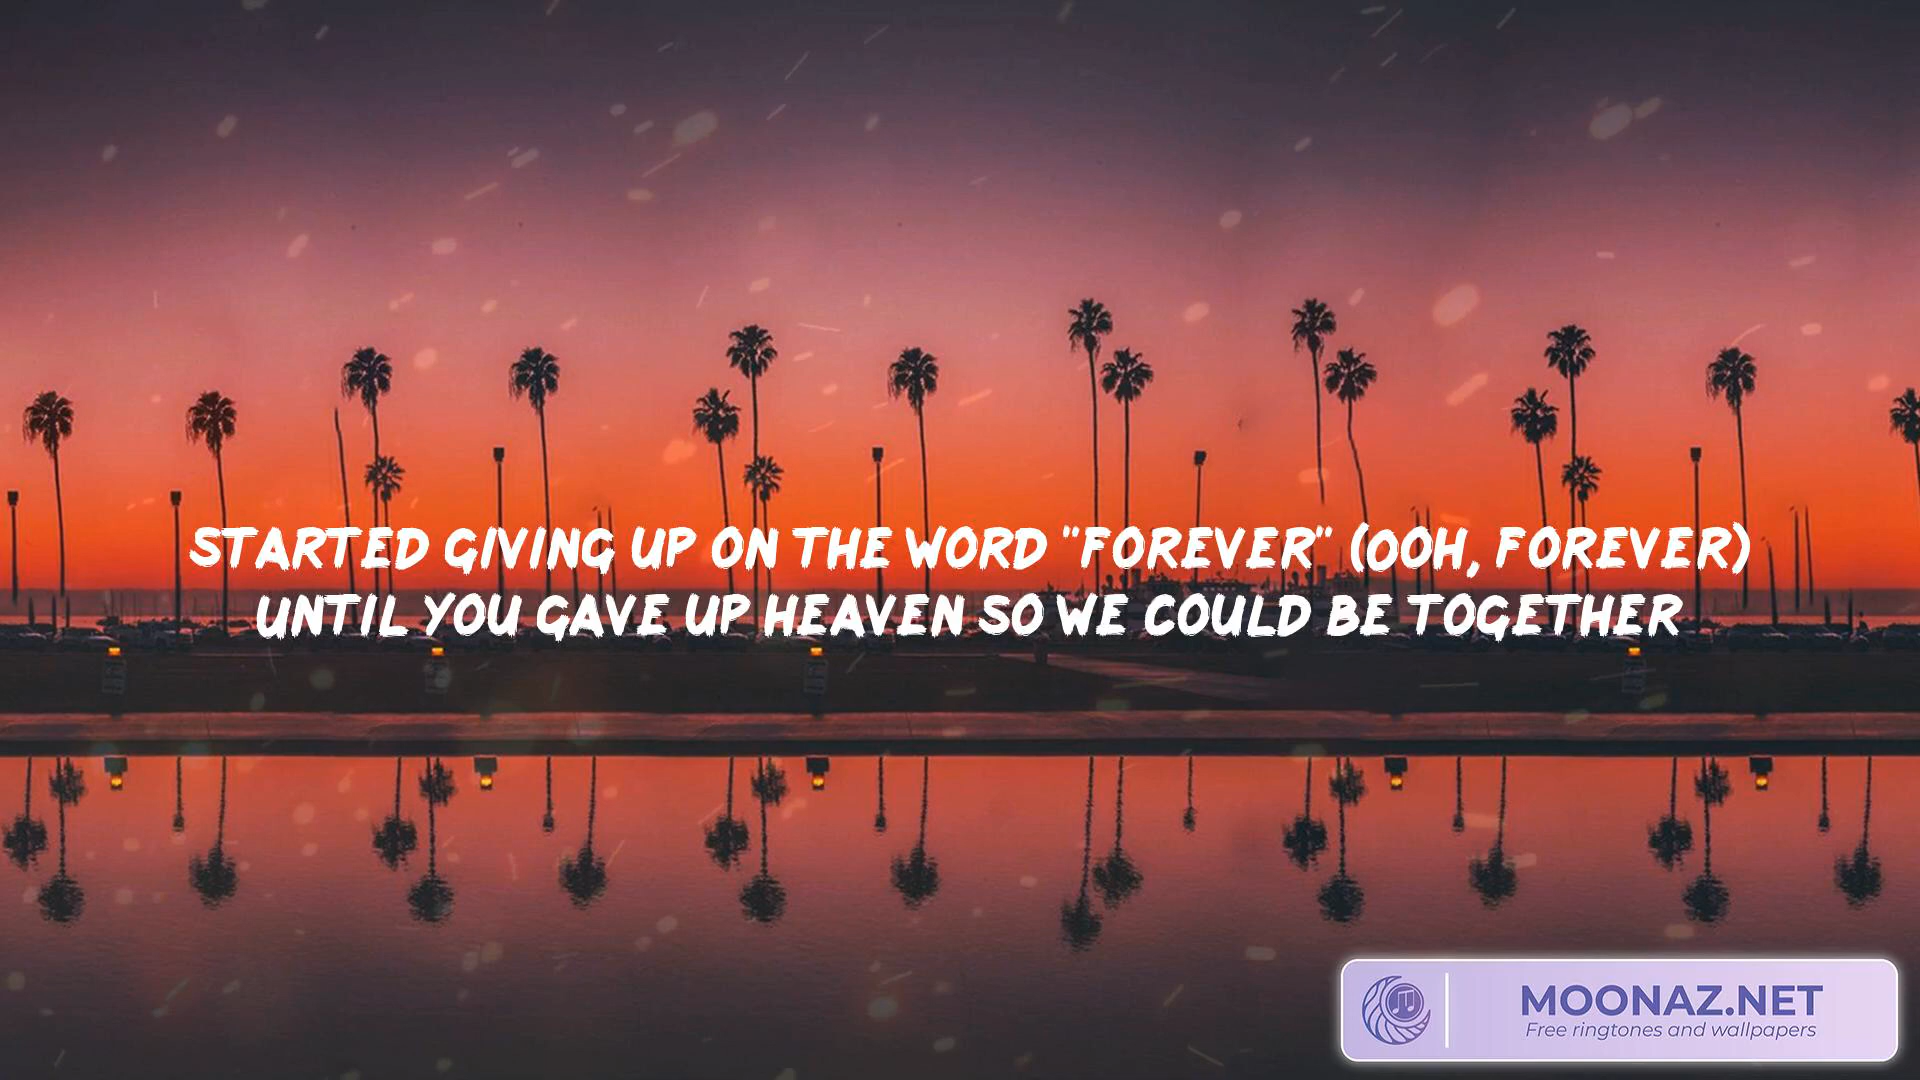 STARTED GIVING UP ON THE WORD "FOREVER" (OOH, FOREVER)
UNTIL YOU GAVE UP HEAVEN SO WE COULD BE TOGETHER
MOONAZ.NET
Free ringtones and wallpapers